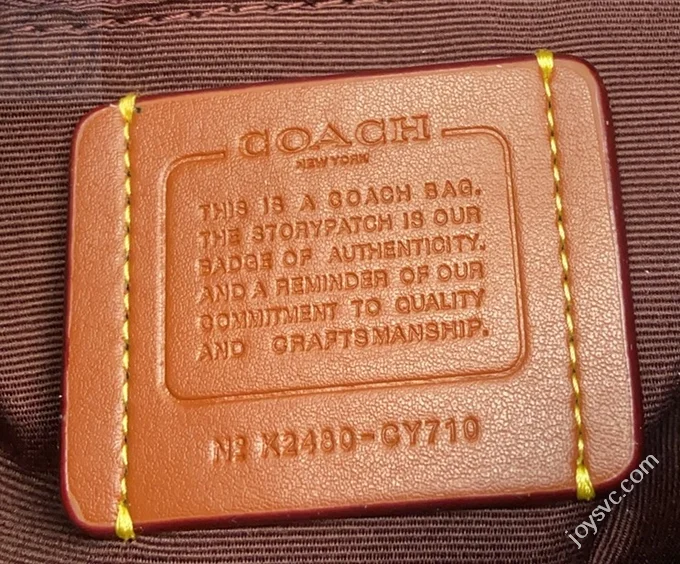 COACH
NEW YORK
THIS IS A COACH BAG.
THE STORYPATCH IS OUR
BADGE OF AUTHENTICITY.
AND A REMINDER OF OUR
COMMITMENT TO QUALITY
AND CRAFTSMANSHIP.
Nº K2480-CY710
joysvc.com